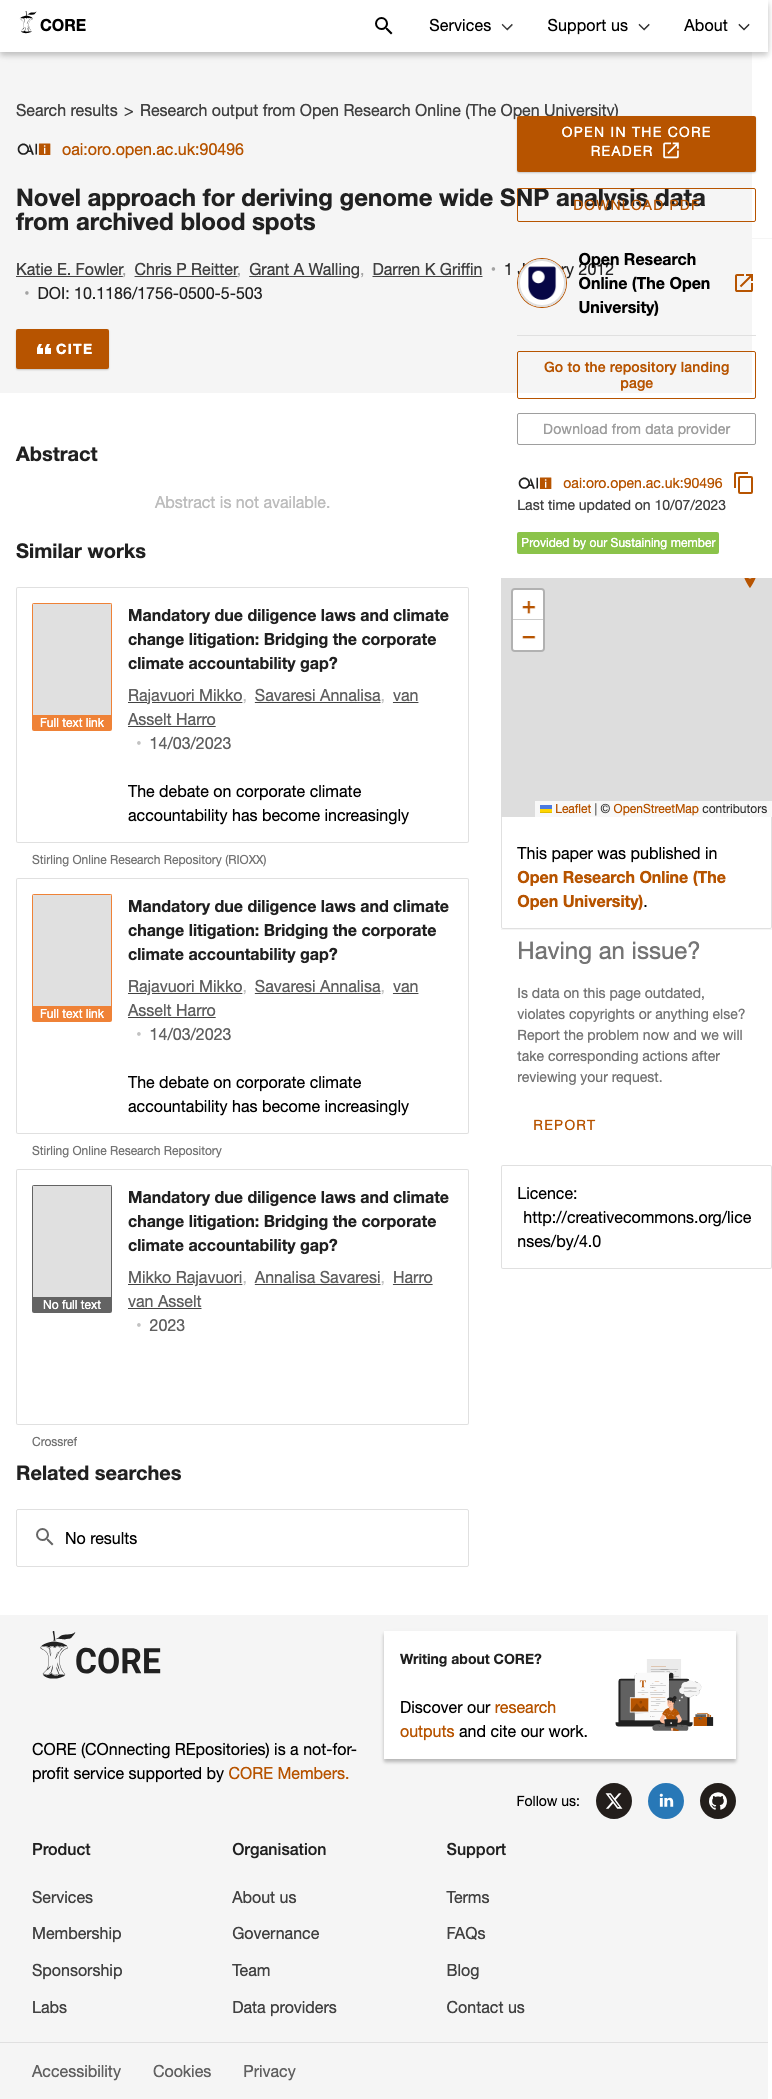 CORE
Services
Support us
About
Search results > Research output from Open Research Online (The Open University)
OAI oai:oro.open.ac.uk:90496
Novel approach for deriving genome wide SNP analysis data
from archived blood spots
Katie E. Fowler, Chris P Reitter, Grant A Walling, Darren K Griffin • 1 J y 2012
• DOI: 10.1186/1756-0500-5-503
CITE
OPEN IN THE CORE
READER
DOWNLOAD PDF
Open Research
Online (The Open
University)
Go to the repository landing
page
Download from data provider
OAI oai:oro.open.ac.uk:90496
Last time updated on 10/07/2023
Provided by our Sustaining member
+
−
Leaflet | © OpenStreetMap contributors
This paper was published in
Open Research Online (The
Open University).
Having an issue?
Is data on this page outdated,
violates copyrights or anything else?
Report the problem now and we will
take corresponding actions after
reviewing your request.
REPORT
Licence:
http://creativecommons.org/lice
nses/by/4.0
Abstract
Abstract is not available.
Similar works
Full text link
Mandatory due diligence laws and climate
change litigation: Bridging the corporate
climate accountability gap?
Rajavuori Mikko, Savaresi Annalisa, van
Asselt Harro
• 14/03/2023
The debate on corporate climate
accountability has become increasingly
Stirling Online Research Repository (RIOXX)
Full text link
Mandatory due diligence laws and climate
change litigation: Bridging the corporate
climate accountability gap?
Rajavuori Mikko, Savaresi Annalisa, van
Asselt Harro
• 14/03/2023
The debate on corporate climate
accountability has become increasingly
Stirling Online Research Repository
No full text
Mandatory due diligence laws and climate
change litigation: Bridging the corporate
climate accountability gap?
Mikko Rajavuori, Annalisa Savaresi, Harro
van Asselt
• 2023
Crossref
Related searches
No results
CORE
CORE (COnnecting REpositories) is a not-for-
profit service supported by CORE Members.
Writing about CORE?
Discover our research
outputs and cite our work.
T
Follow us:
in
Product
Services
Membership
Sponsorship
Labs
Organisation
About us
Governance
Team
Data providers
Support
Terms
FAQs
Blog
Contact us
Accessibility
Cookies
Privacy